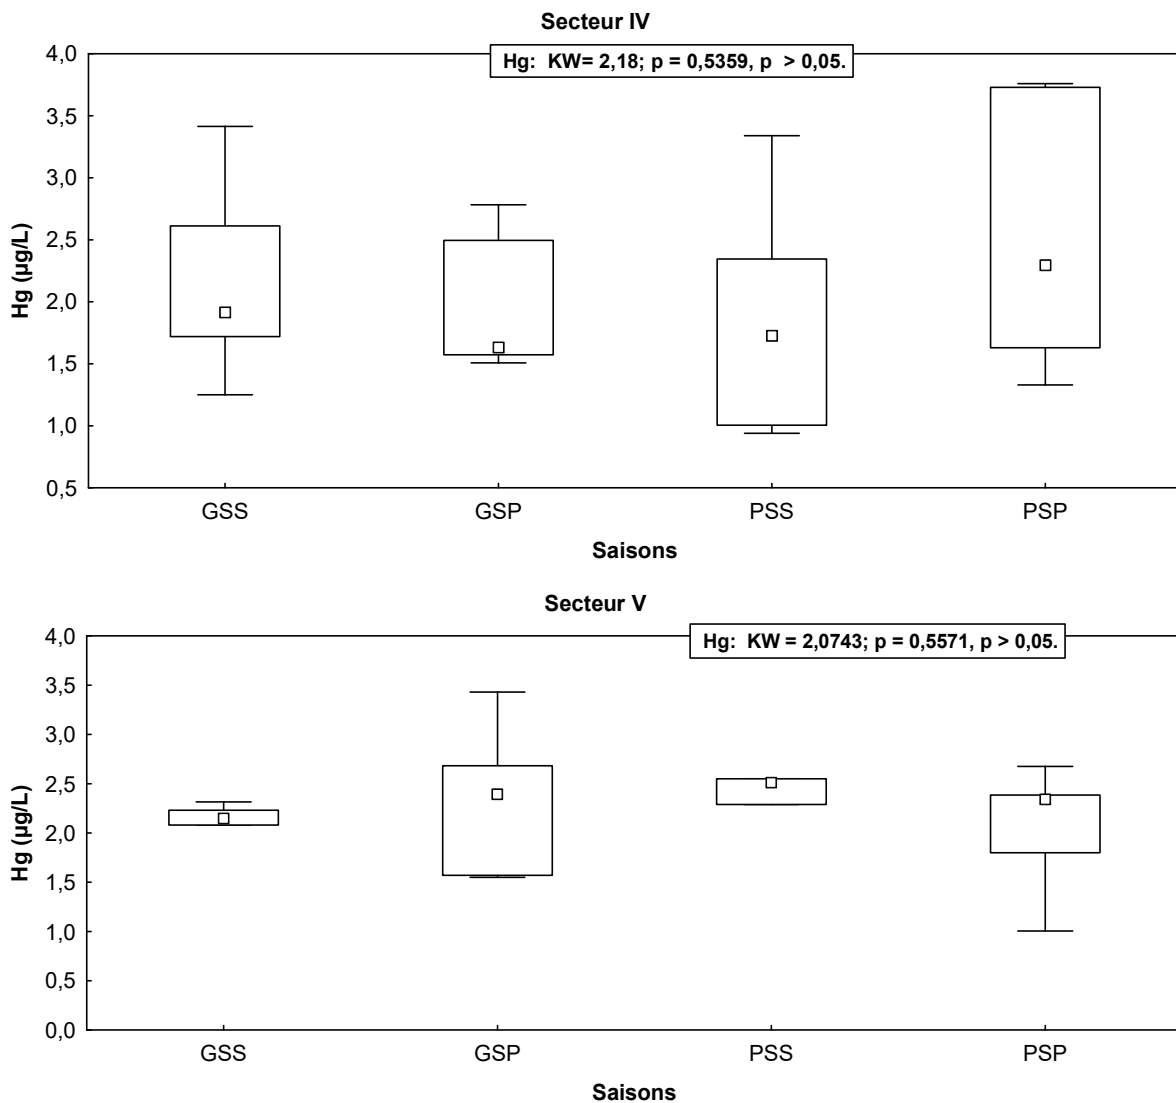 Secteur IV
Hg: KW= 2,18; p = 0,5359, p > 0,05.
4,0
3,5
3,0
2,5
2,0
1,5
1,0
0,5
Hg (µg/L)
GSS GSP PSS PSP
Saisons
Secteur V
Hg: KW = 2,0743; p = 0,5571, p > 0,05.
4,0
3,5
3,0
2,5
2,0
1,5
1,0
0,5
0,0
Hg (µg/L)
GSS GSP PSS PSP
Saisons